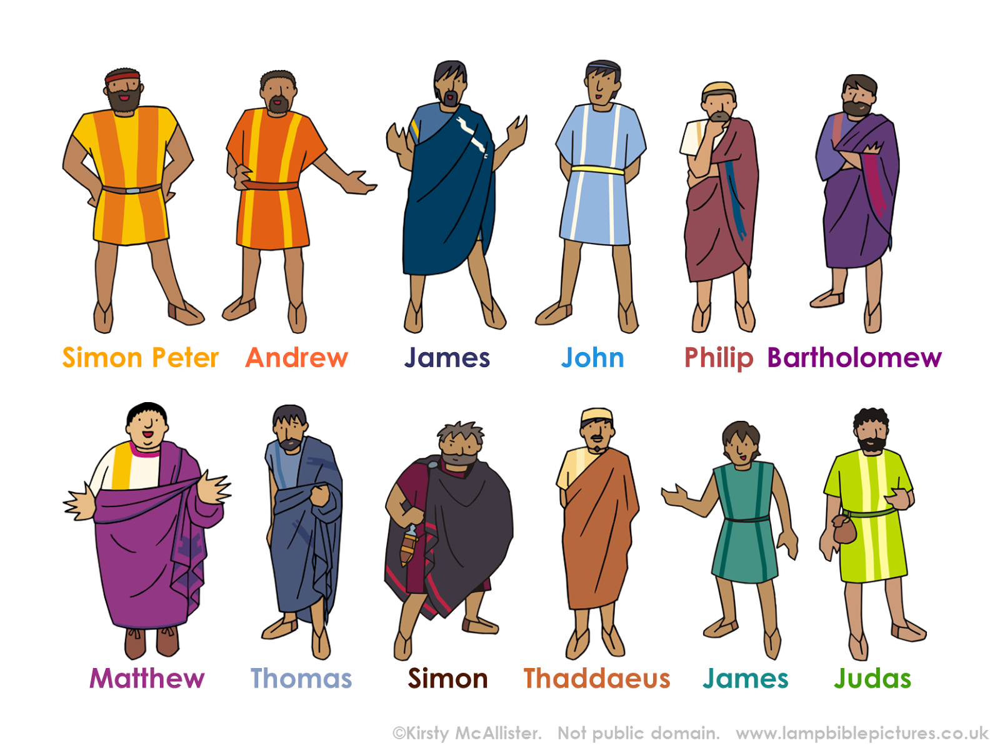 Simon Peter Andrew James John Philip Bartholomew
Matthew Thomas Simon Thaddaeus James Judas
©Kirsty McAllister. Not public domain. www.lampbiblepictures.co.uk